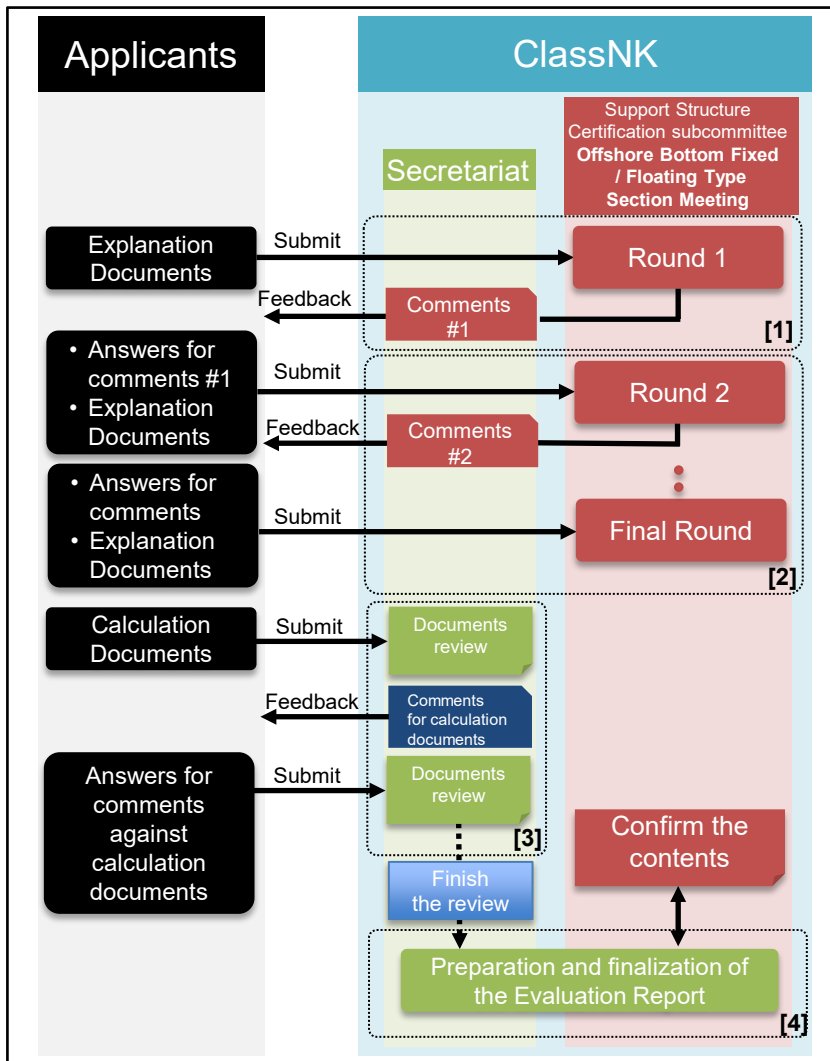 Applicants
ClassNK
Support Structure
Certification subcommittee
Offshore Bottom Fixed
/ Floating Type
Section Meeting
Secretariat
Explanation
Documents
Submit
Round 1
Feedback
Comments
#1
[1]
• Answers for
comments #1
• Explanation
Documents
Submit
Round 2
Feedback
Comments
#2
• Answers for
comments
• Explanation
Documents
Submit
Final Round
[2]
Calculation
Documents
Submit
Documents
review
Feedback
Comments
for calculation
documents
Answers for
comments
against
calculation
documents
Submit
Documents
review
[3]
Confirm the
contents
Finish
the review
Preparation and finalization of
the Evaluation Report
[4]